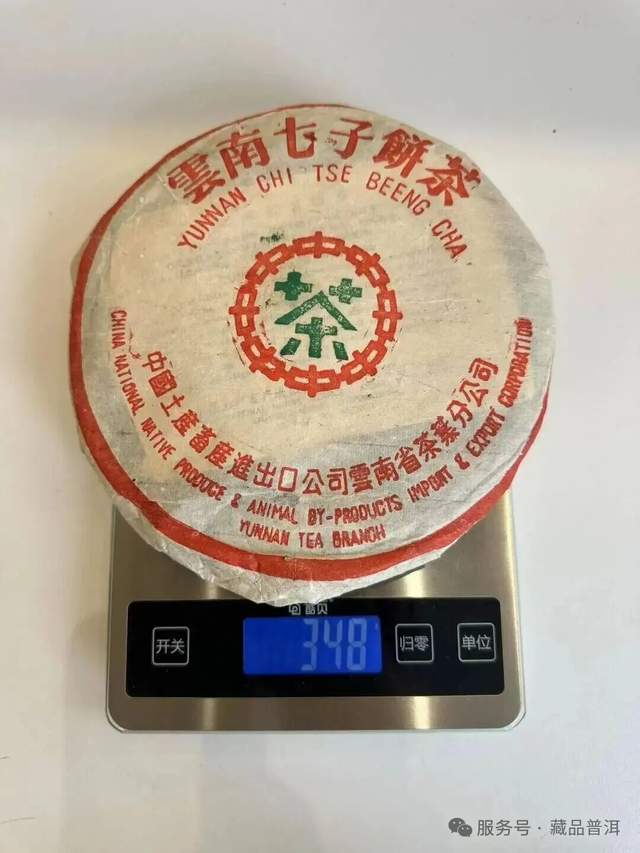 雲南七子餅茶
YUNNAN CHI TSE BEENG CHA
茶
中國土産畜産進出口公司雲南省茶葉分公司
CHINA NATIONAL NATIVE PRODUCE & ANIMAL BY-PRODUCTS IMPORT & EXPORT CORPORATION
YUNNAN TEA BRANCH
开关
348
归零
单位
服务号·藏品普洱